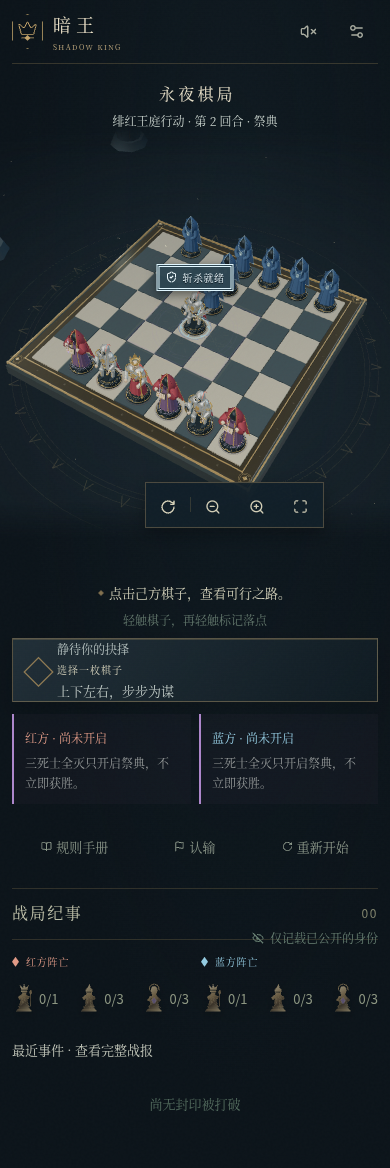 暗王
SHADOW KING
永夜棋局
绯红王庭行动 · 第 2 回合 · 祭典
斩杀就绪
点击己方棋子，查看可行之路。
轻触棋子，再轻触标记落点
静待你的抉择
选择一枚棋子
上下左右，步步为谋
红方 · 尚未开启
三死士全灭只开启祭典，不
立即获胜。
蓝方 · 尚未开启
三死士全灭只开启祭典，不
立即获胜。
规则手册
认输
重新开始
战局纪事
00
仅记载已公开的身份
红方阵亡
蓝方阵亡
0/1
0/3
0/3
0/1
0/3
0/3
最近事件 · 查看完整战报
尚无封印被打破